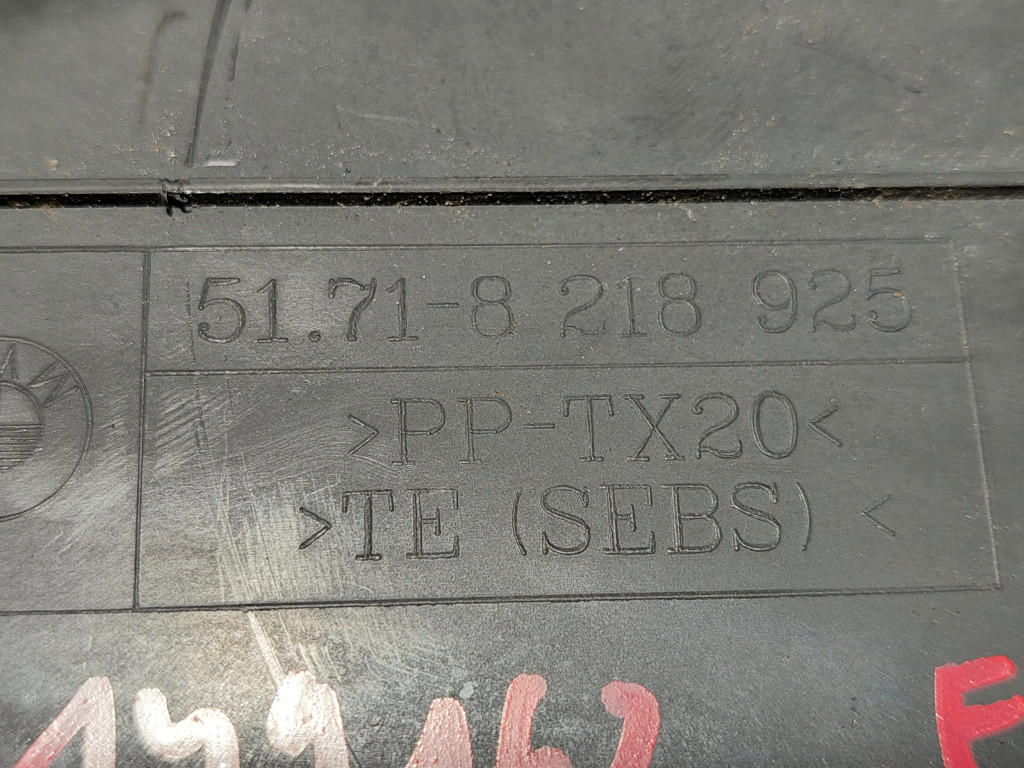 51.71-8 218 925
>PP-TX20<
>TE (SEBS) <